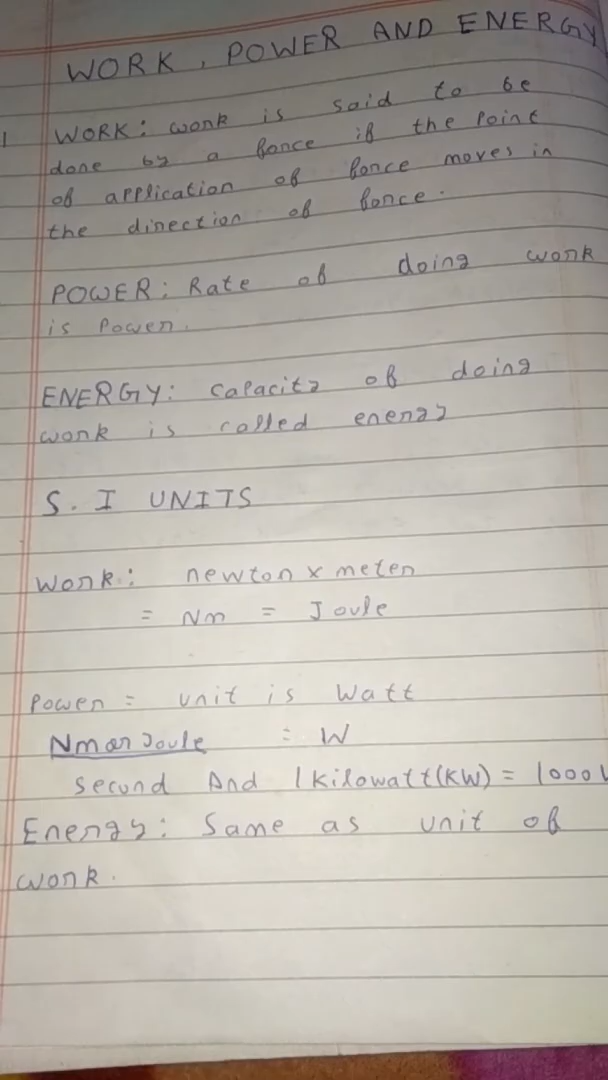 WORK, POWER AND ENERGY
1 WORK: work is said to be
done by a force if the Point
of application of force moves in
the direction of force.
POWER: Rate of doing work
is Power.
ENERGY: capacity of doing
work is called energy
S. I UNITS
Work: newton x meter
= Nm = Joule
Power = unit is Watt
Nm or Joule = W
Second And 1 Kilowatt(KW) = 1000
Energy: Same as unit of
work.